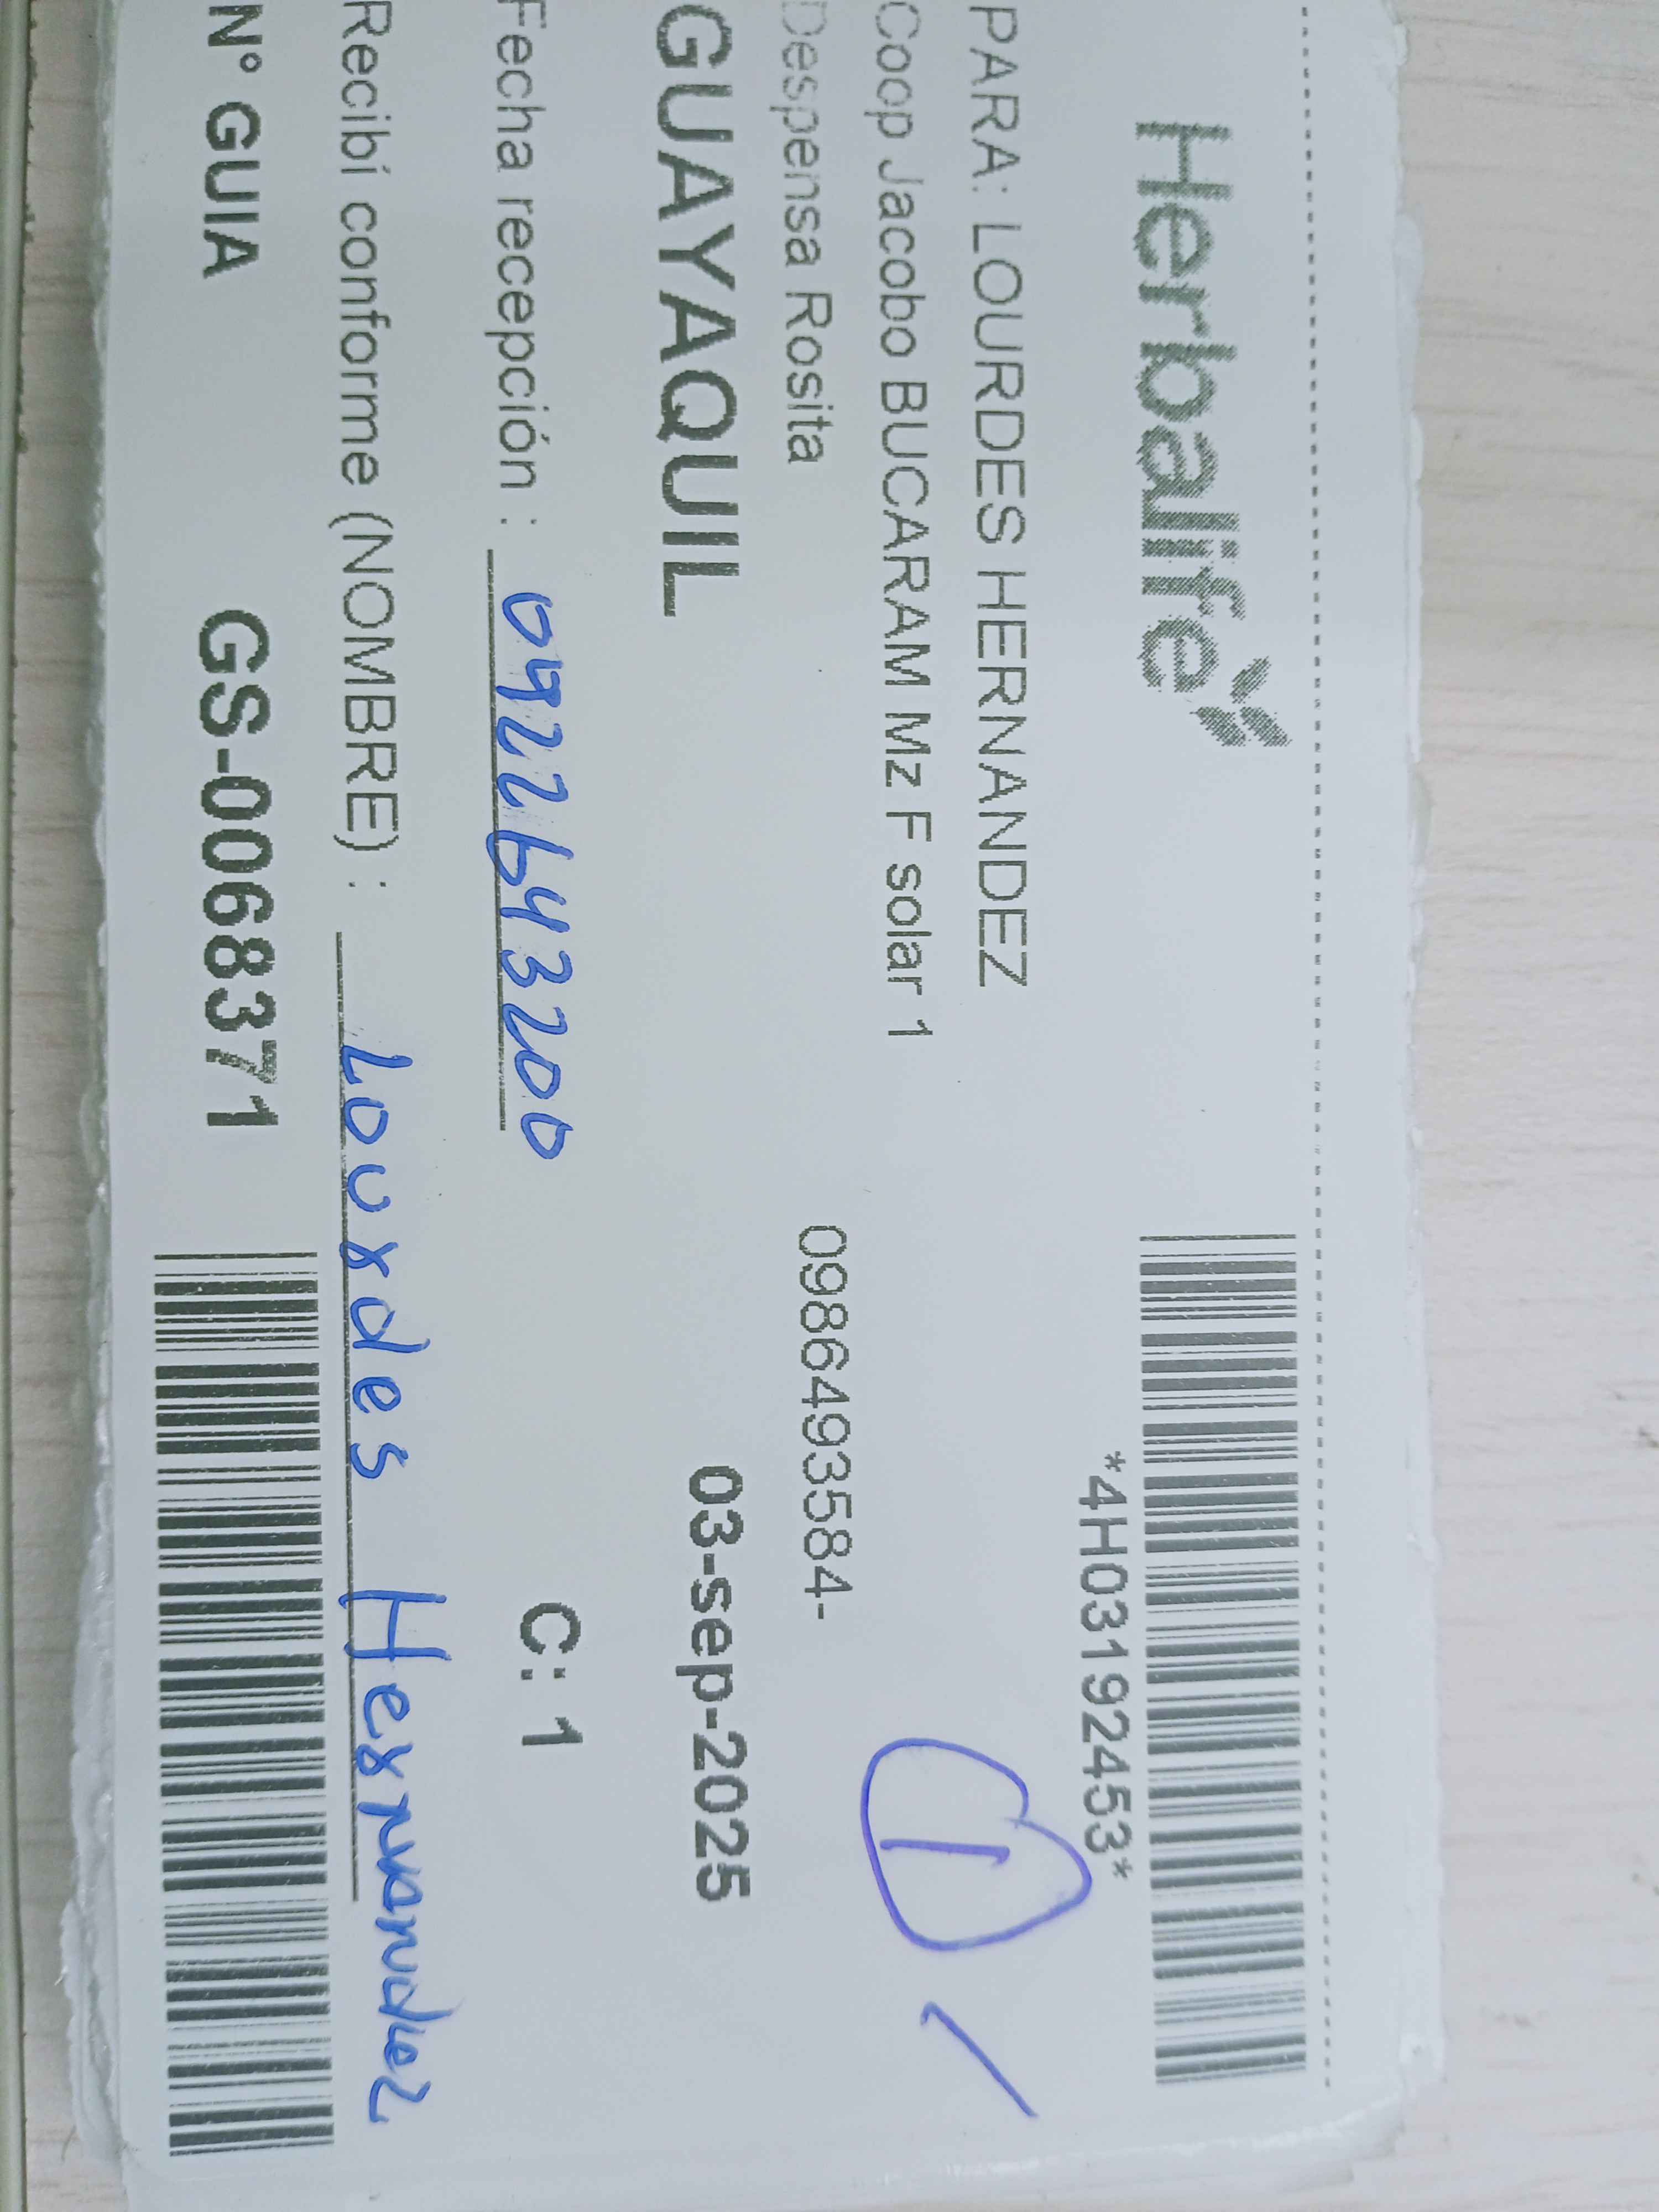 Herbalife
*4H03192453*
PARA: LOURDES HERNANDEZ
Coop Jacobo BUCARAM Mz F solar 1
Despensa Rosita 0986493584-
1
GUAYAQUIL 03-sep-2025
Fecha recepción : 0922643200 C: 1
Recibí conforme (NOMBRE) : Lourdes Hernandez
N° GUIA GS-0068371